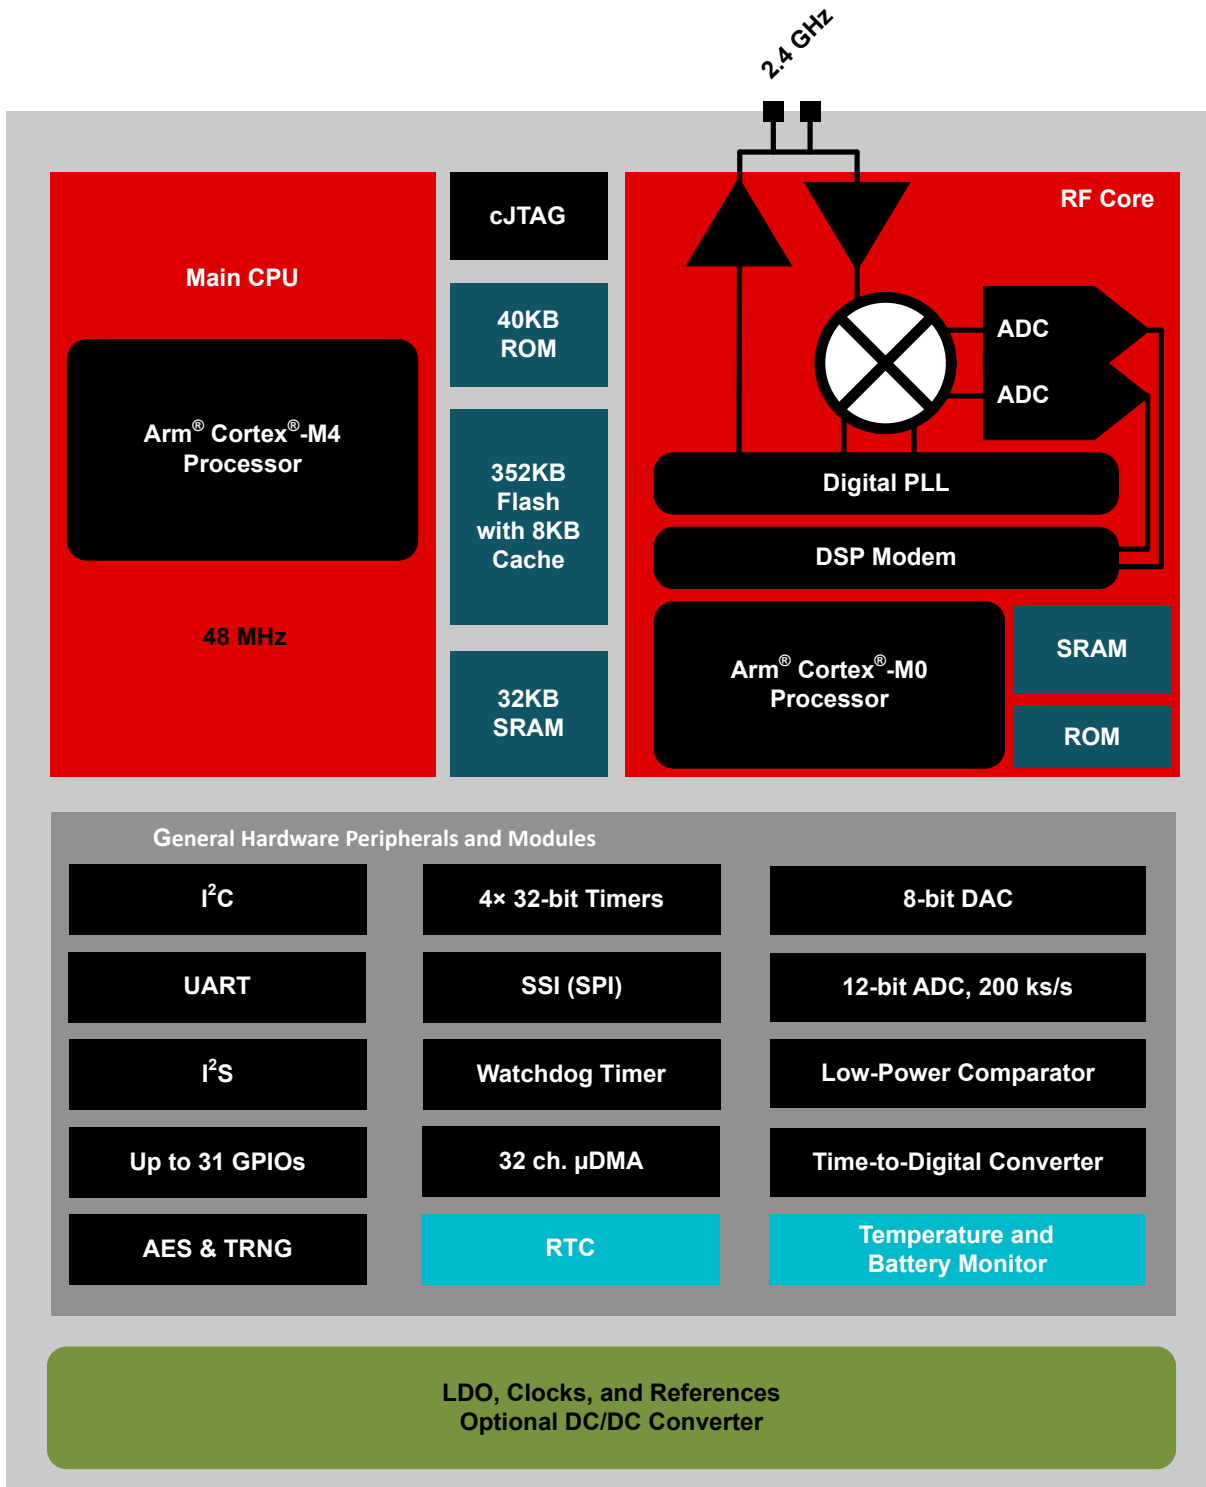 2.4 GHz
Main CPU
Arm® Cortex®-M4
Processor
48 MHz
cJTAG
40KB
ROM
352KB
Flash
with 8KB
Cache
32KB
SRAM
RF Core
ADC
ADC
Digital PLL
DSP Modem
Arm® Cortex®-M0
Processor
SRAM
ROM
General Hardware Peripherals and Modules
I²C
4× 32-bit Timers
8-bit DAC
UART
SSI (SPI)
12-bit ADC, 200 ks/s
I²S
Watchdog Timer
Low-Power Comparator
Up to 31 GPIOs
32 ch. µDMA
Time-to-Digital Converter
AES & TRNG
RTC
Temperature and
Battery Monitor
LDO, Clocks, and References
Optional DC/DC Converter